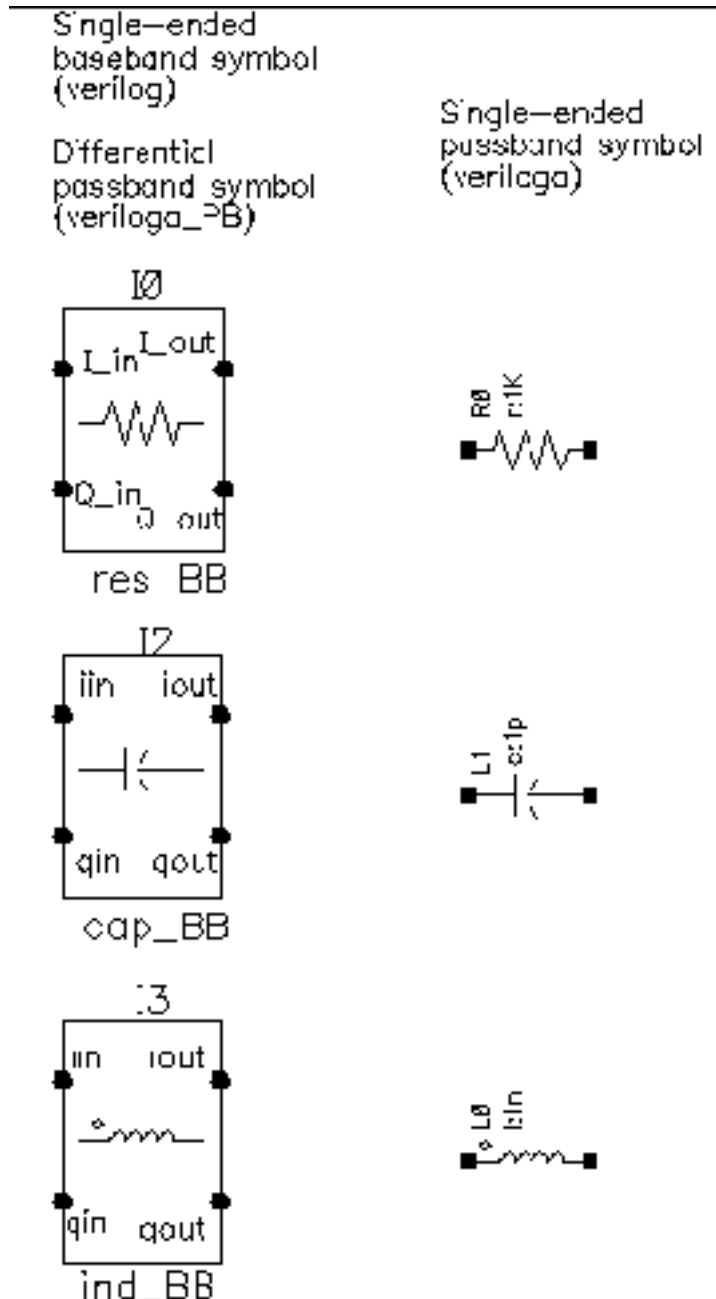 Single-ended
baseband symbol
(verilog)
Differential
passband symbol
(veriloga_PB)
Single-ended
passband symbol
(veriloga)
I0
I_in I_out
Q_in Q_out
res_BB
R0
r:1K
I2
iin iout
qin qout
cap_BB
L1
c:1p
I3
iin iout
qin qout
ind_BB
L0
l:1n